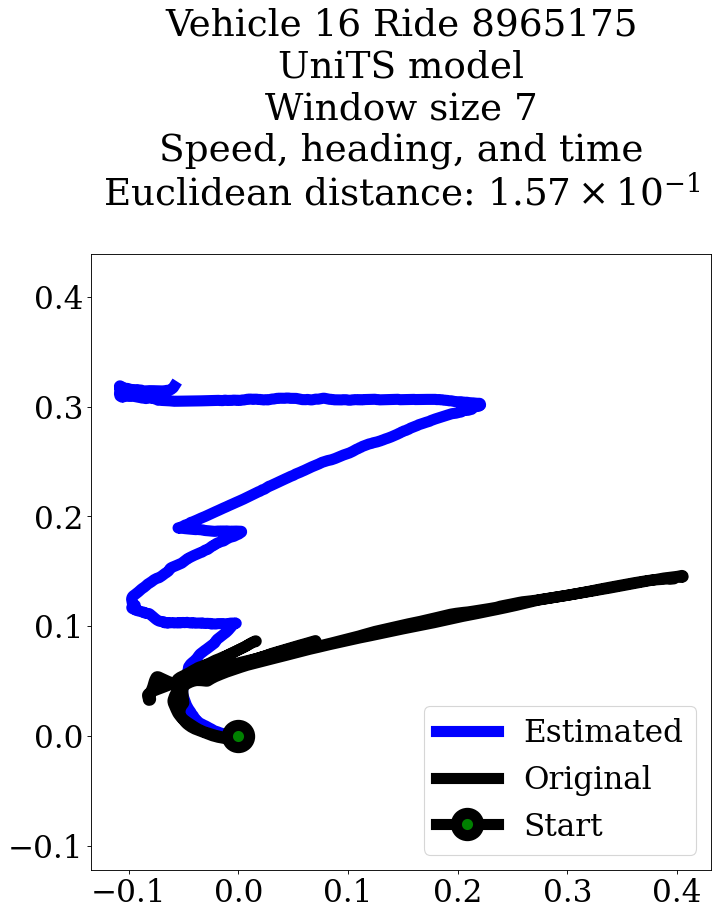 Vehicle 16 Ride 8965175
UniTS model
Window size 7
Speed, heading, and time
Euclidean distance: $1.57 \times 10^{-1}$
0.4
0.3
0.2
0.1
0.0
−0.1
−0.1
0.0
0.1
0.2
0.3
0.4
Estimated
Original
Start